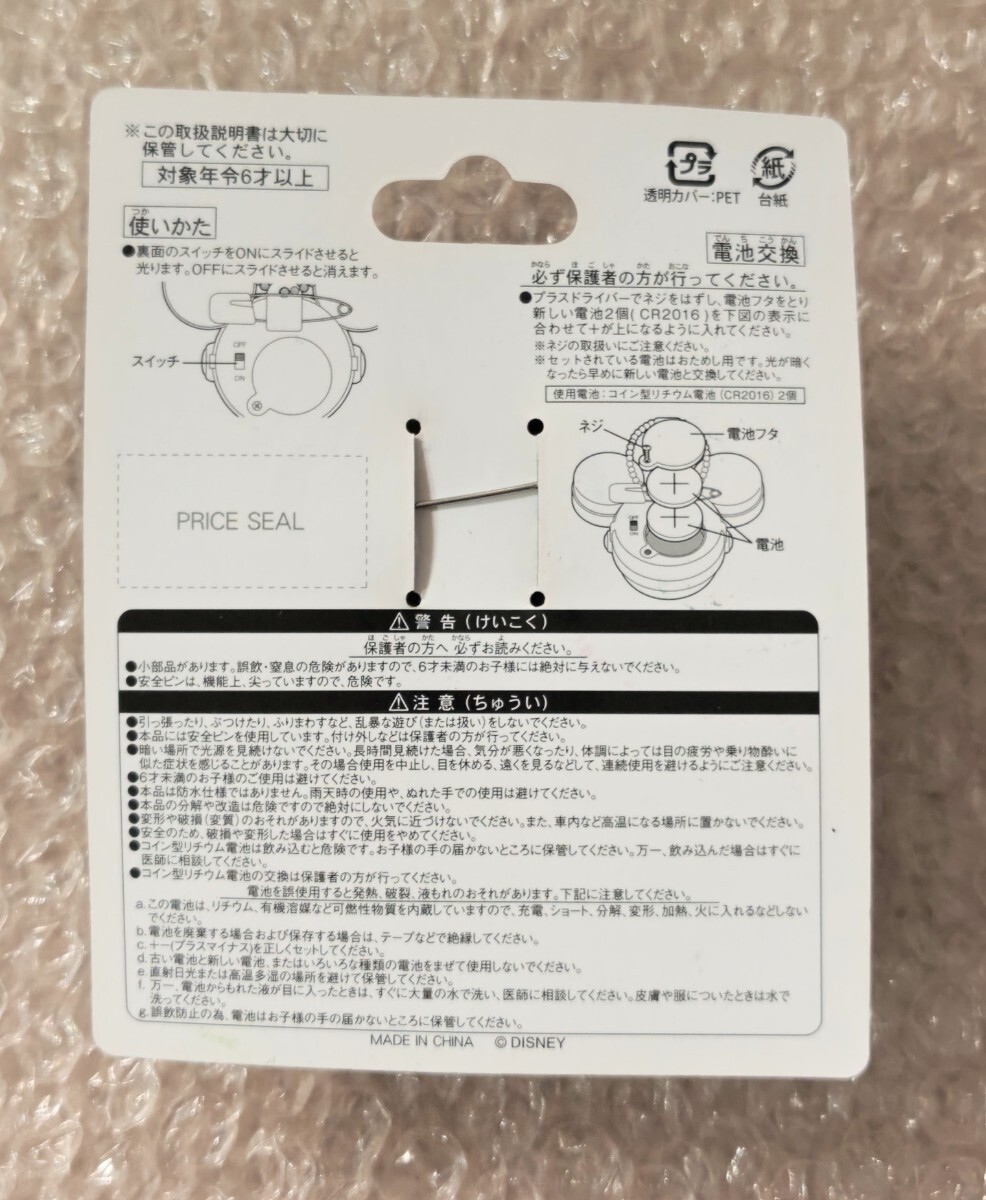 ※この取扱説明書は大切に
保管してください。
対象年令6才以上
プラ
透明カバー:PET
紙
台紙
つか
使いかた
●裏面のスイッチをONにスライドさせると
光ります。OFFにスライドさせると消えます。
OFF
スイッチ
ON
でんちこうかん
電池交換
かなら ほごしゃ かた おこな
必ず保護者の方が行ってください。
●プラスドライバーでネジをはずし、電池フタをとり
新しい電池2個(CR2016)を下図の表示に
合わせて+が上になるように入れてください。
※ネジの取扱いにご注意ください。
※セットされている電池はおためし用です。光が暗く
なったら早めに新しい電池と交換してください。
使用電池:コイン型リチウム電池(CR2016)2個
ネジ
電池フタ
OFF
ON
電池
PRICE SEAL
⚠警告(けいこく)
ほごしゃ かた かなら よ
保護者の方へ 必ずお読みください。
●小部品があります。誤飲・窒息の危険がありますので、6才未満のお子様には絶対に与えないでください。
●安全ピンは、機能上、尖っていますので、危険です。
⚠注意(ちゅうい)
●引っ張ったり、ぶつけたり、ふりまわすなど、乱暴な遊び(または扱い)をしないでください。
●本品には安全ピンを使用しています。付け外しなどは保護者の方が行ってください。
●暗い場所で光源を見続けないでください。長時間見続けた場合、気分が悪くなったり、体調によっては目の疲労や乗り物酔いに
似た症状を感じることがあります。その場合使用を中止し、目を休める、遠くを見るなどして、連続使用を避けるようにご注意ください。
●6才未満のお子様のご使用は避けてください。
●本品は防水仕様ではありません。雨天時の使用や、ぬれた手での使用は避けてください。
●本品の分解や改造は危険ですので絶対にしないでください。
●変形や破損(変質)のおそれがありますので、火気に近づけないでください。また、車内など高温になる場所に置かないでください。
●安全のため、破損や変形した場合はすぐに使用をやめてください。
●コイン型リチウム電池は飲み込むと危険です。お子様の手の届かないところに保管してください。万一、飲み込んだ場合はすぐに
医師に相談してください。
●コイン型リチウム電池の交換は保護者の方が行ってください。
電池を誤使用すると発熱、破裂、液もれのおそれがあります。下記に注意してください。
a.この電池は、リチウム、有機溶媒など可燃性物質を内蔵していますので、充電、ショート、分解、変形、加熱、火に入れるなどしない
でください。
b.電池を廃棄する場合および保存する場合は、テープなどで絶縁してください。
c.+-(プラスマイナス)を正しくセットしてください。
d.古い電池と新しい電池、またはいろいろな種類の電池をまぜて使用しないでください。
e.直射日光または高温多湿の場所を避けて保管してください。
f.万一、電池からもれた液が目に入ったときは、すぐに大量の水で洗い、医師に相談してください。皮膚や服についたときは水で
洗ってください。
g.誤飲防止の為、電池はお子様の手の届かないところに保管してください。
MADE IN CHINA ©DISNEY